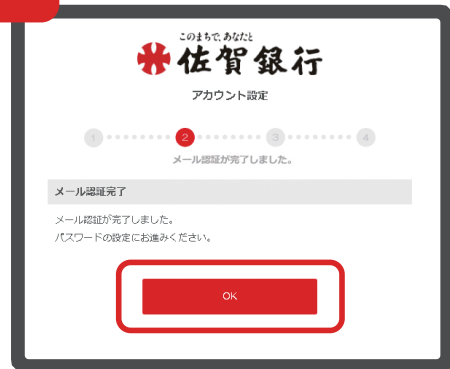 このまちで、あなたと
佐賀銀行
アカウント設定
1 2 3 4
メール認証が完了しました。
メール認証完了
メール認証が完了しました。
パスワードの設定にお進みください。
OK